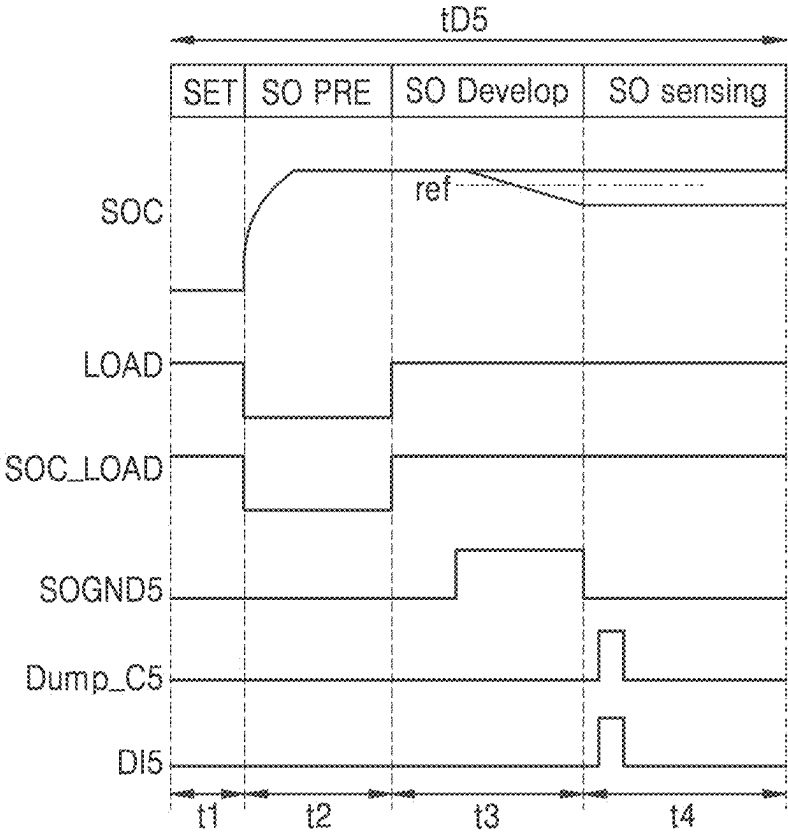 tD5
SET SO PRE SO Develop SO sensing
ref
SOC
LOAD
SOC_LOAD
SOGND5
Dump_C5
DI5
t1 t2 t3 t4